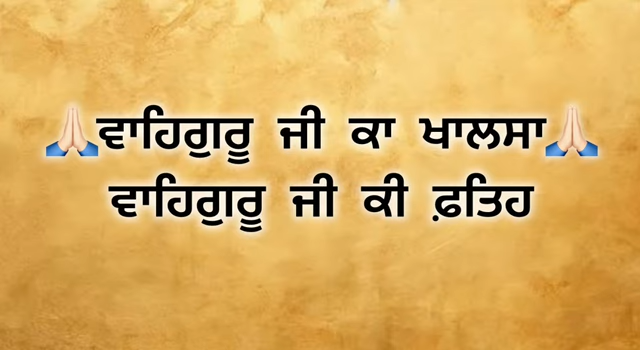 🙏🏻ਵਾਹਿਗੁਰੂ ਜੀ ਕਾ ਖਾਲਸਾ🙏🏻
ਵਾਹਿਗੁਰੂ ਜੀ ਕੀ ਫ਼ਤਿਹ